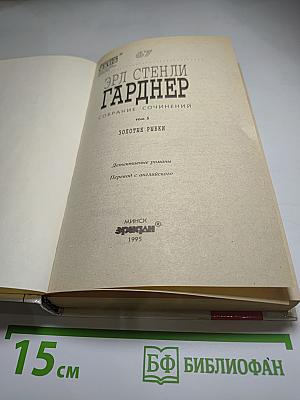 67
ЭРЛ СТЕНЛИ
ГАРДНЕР
СОБРАНИЕ СОЧИНЕНИЙ
ЗОЛОТЫЕ РЫБКИ
Детективные романы
Перевод с английского
МИНСК
эридан
1995
15 см
БФ БИБЛИОФАН